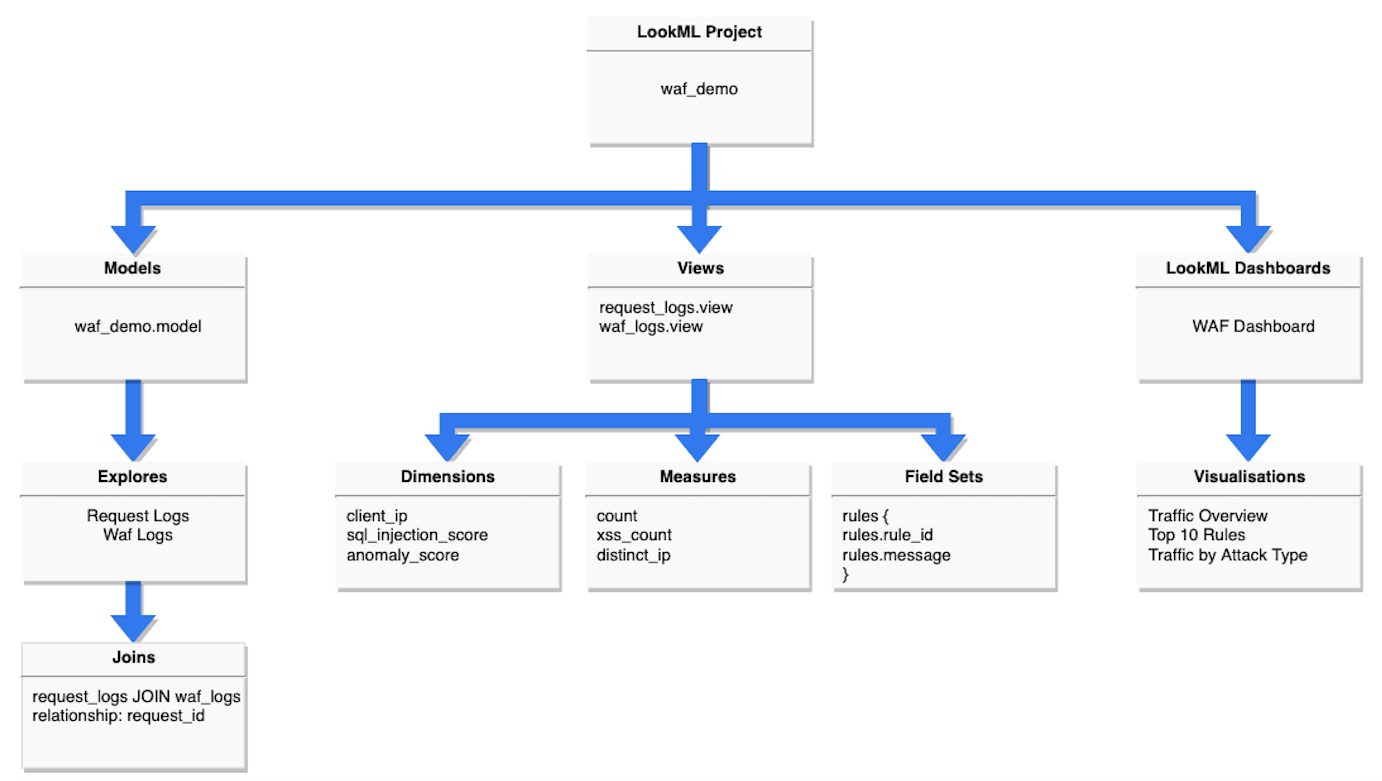 LookML Project
waf_demo
Models
waf_demo.model
Views
request_logs.view
waf_logs.view
LookML Dashboards
WAF Dashboard
Explores
Request Logs
Waf Logs
Dimensions
client_ip
sql_injection_score
anomaly_score
Measures
count
xss_count
distinct_ip
Field Sets
rules {
rules.rule_id
rules.message
}
Visualisations
Traffic Overview
Top 10 Rules
Traffic by Attack Type
Joins
request_logs JOIN waf_logs
relationship: request_id